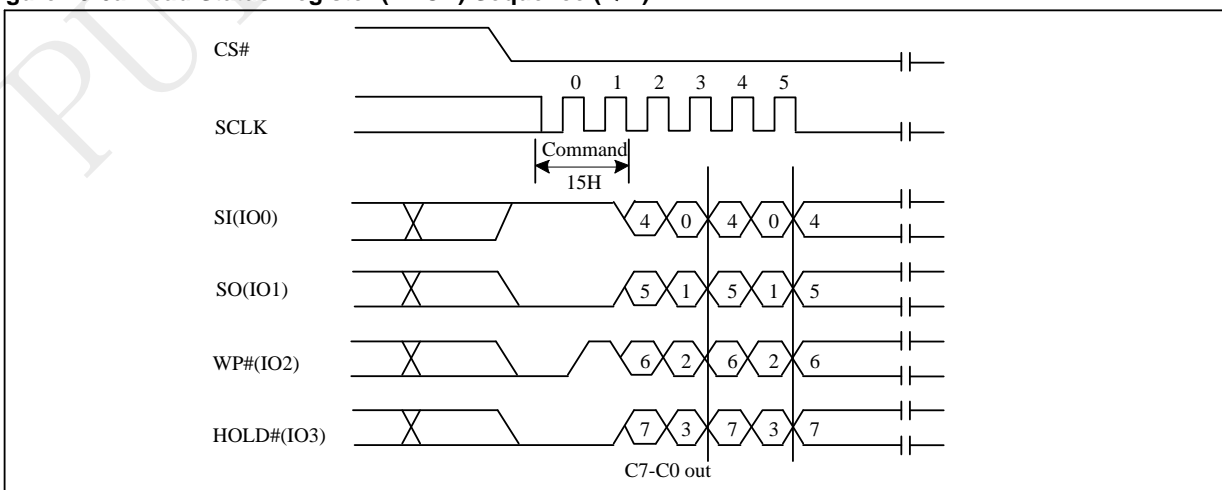 CS#
0 1 2 3 4 5
SCLK
Command
15H
SI(IO0) 4 0 4 0 4
SO(IO1) 5 1 5 1 5
WP#(IO2) 6 2 6 2 6
HOLD#(IO3) 7 3 7 3 7
C7-C0 out